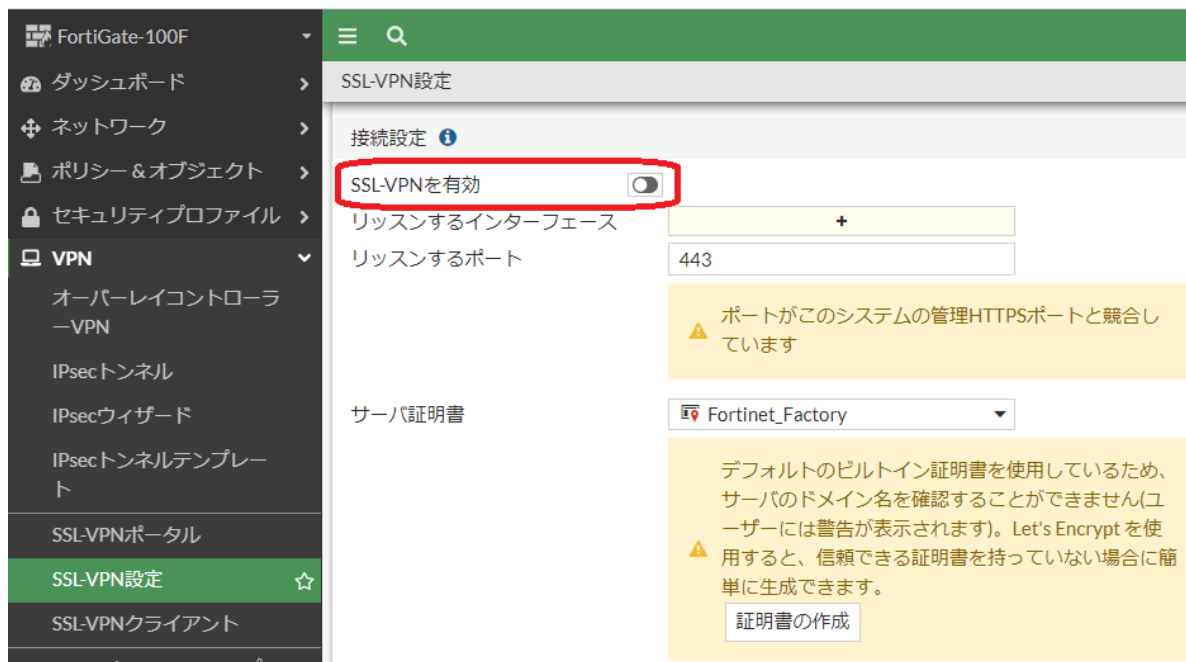 FortiGate-100F
ダッシュボード
ネットワーク
ポリシー＆オブジェクト
セキュリティプロファイル
VPN
オーバーレイコントローラ
ーVPN
IPsecトンネル
IPsecウィザード
IPsecトンネルテンプレー
ト
SSL-VPNポータル
SSL-VPN設定
SSL-VPNクライアント
SSL-VPN設定
接続設定
SSL-VPNを有効
リッスンするインターフェース
+
リッスンするポート
443
ポートがこのシステムの管理HTTPSポートと競合し
ています
サーバ証明書
Fortinet_Factory
デフォルトのビルトイン証明書を使用しているため、
サーバのドメイン名を確認することができません(ユ
ーザーには警告が表示されます)。Let's Encrypt を使
用すると、信頼できる証明書を持っていない場合に簡
単に生成できます。
証明書の作成